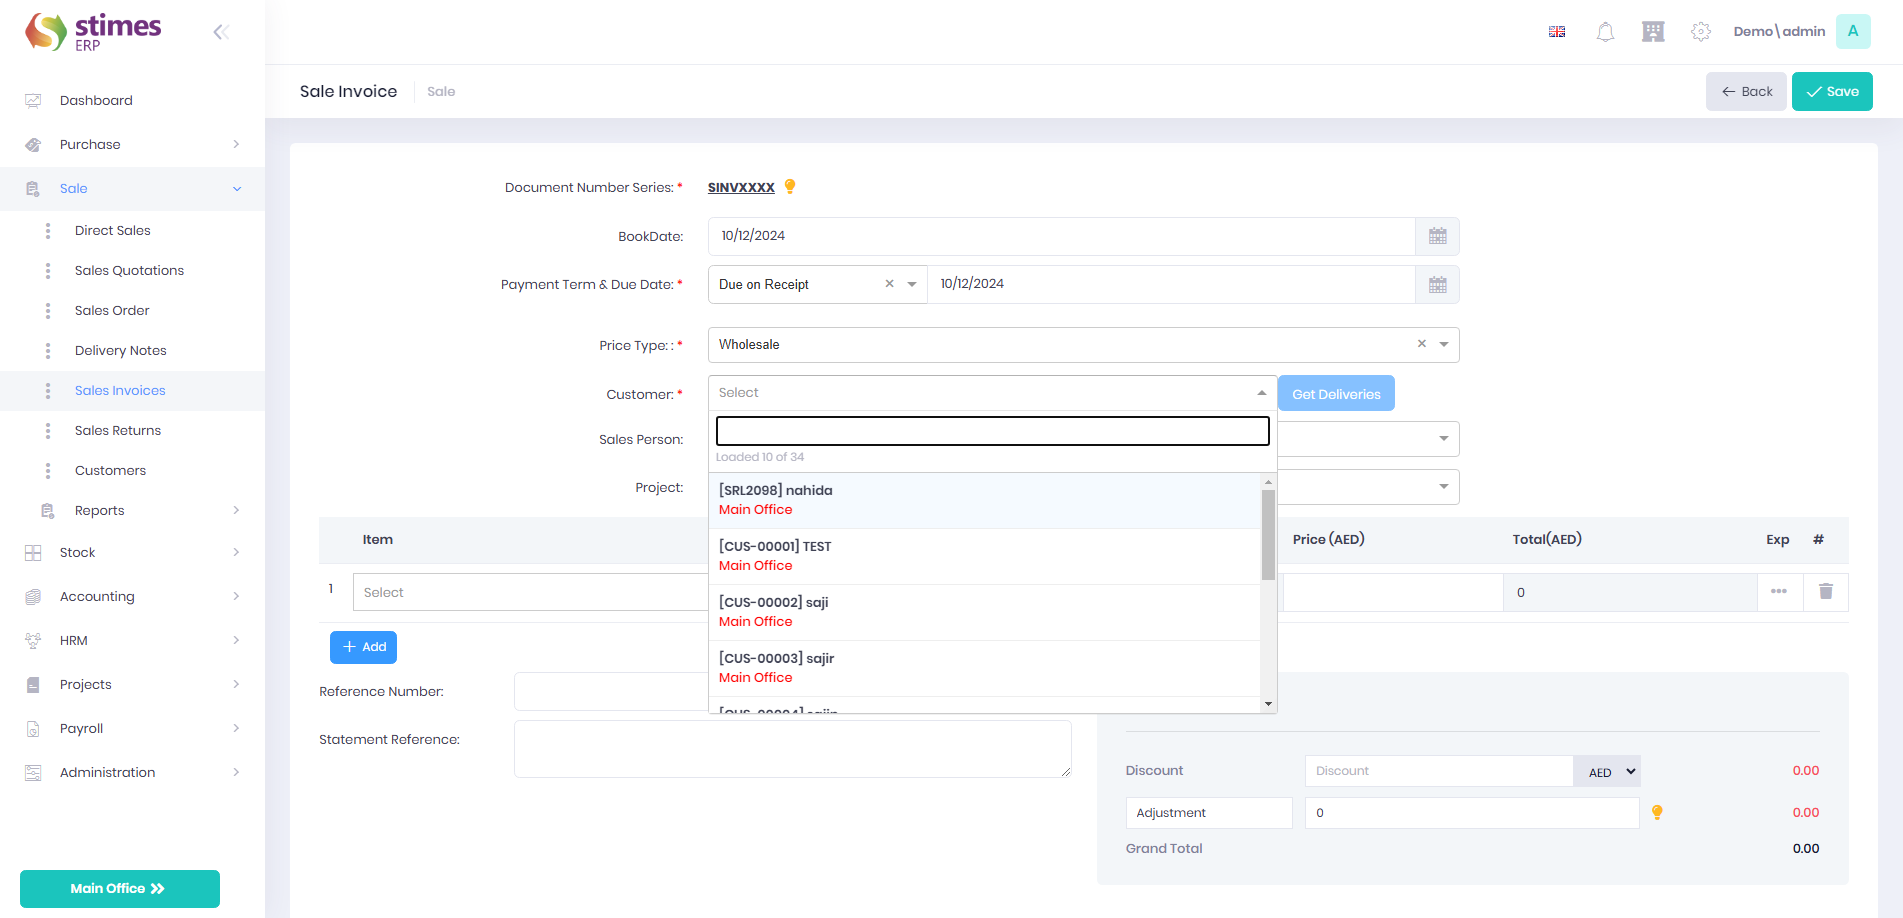 stimes
ERP
Demo\admin
A
Sale Invoice
Sale
Back
Save
Dashboard
Purchase
Sale
Direct Sales
Sales Quotations
Sales Order
Delivery Notes
Sales Invoices
Sales Returns
Customers
Reports
Stock
Accounting
HRM
Projects
Payroll
Administration
Main Office
Document Number Series: *
SINVXXXX
BookDate:
10/12/2024
Payment Term & Due Date: *
Due on Receipt
10/12/2024
Price Type: : *
Wholesale
Customer: *
Select
Get Deliveries
Loaded 10 of 34
[SRL2098] nahida
Main Office
[CUS-00001] TEST
Main Office
[CUS-00002] saji
Main Office
[CUS-00003] sajir
Main Office
Sales Person:
Project:
Item Price (AED) Total(AED) Exp #
1 Select 0
Add
Reference Number:
Statement Reference:
Discount Discount AED 0.00
Adjustment 0 0.00
Grand Total 0.00